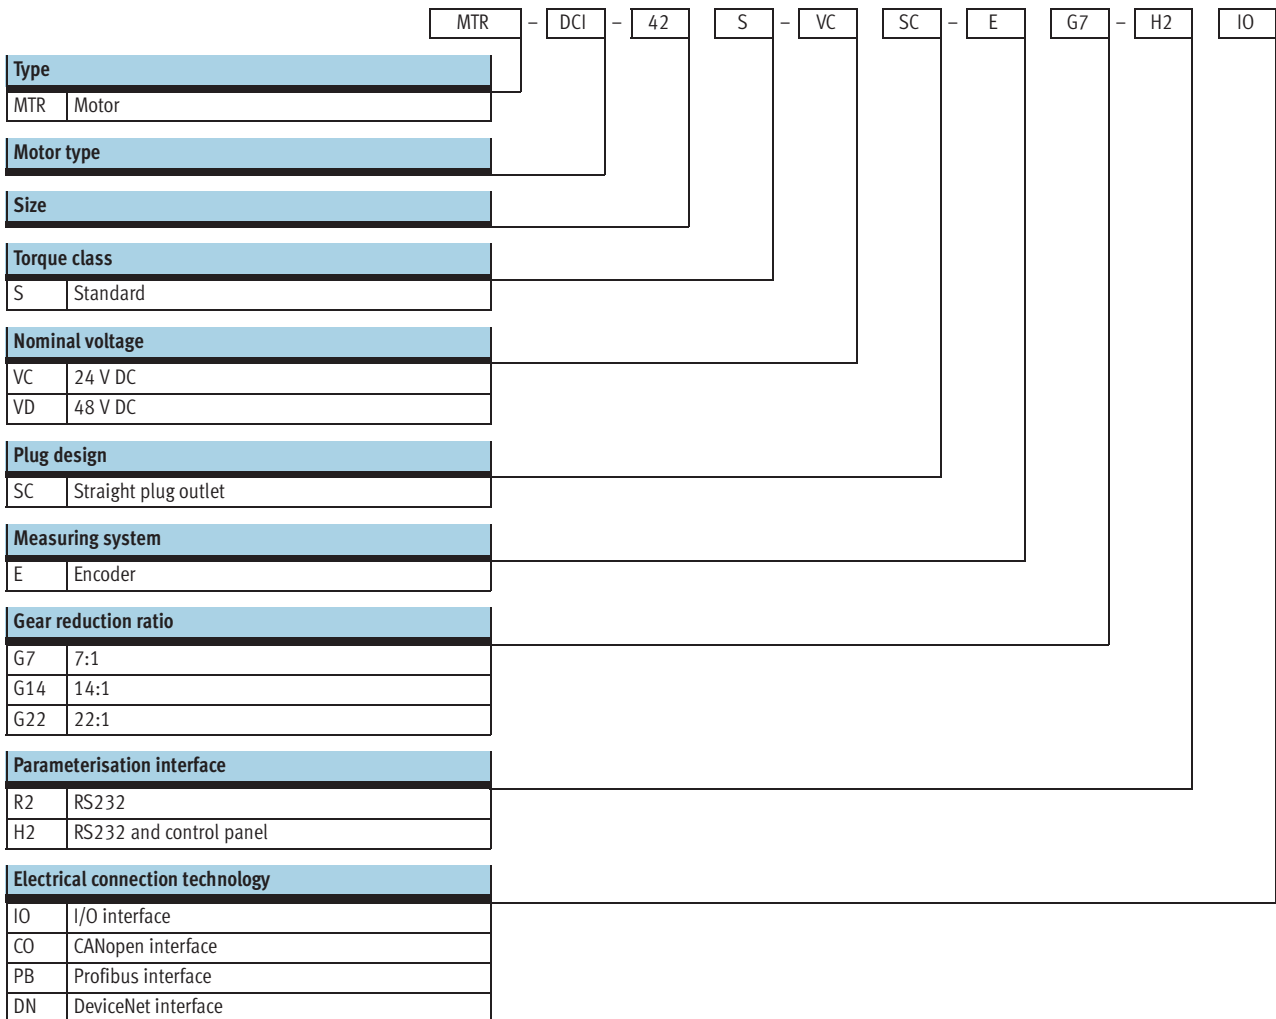 MTR – DCI – 42 S – VC SC – E G7 – H2 IO
Type
MTR Motor
Motor type
Size
Torque class
S Standard
Nominal voltage
VC 24 V DC
VD 48 V DC
Plug design
SC Straight plug outlet
Measuring system
E Encoder
Gear reduction ratio
G7 7:1
G14 14:1
G22 22:1
Parameterisation interface
R2 RS232
H2 RS232 and control panel
Electrical connection technology
IO I/O interface
CO CANopen interface
PB Profibus interface
DN DeviceNet interface